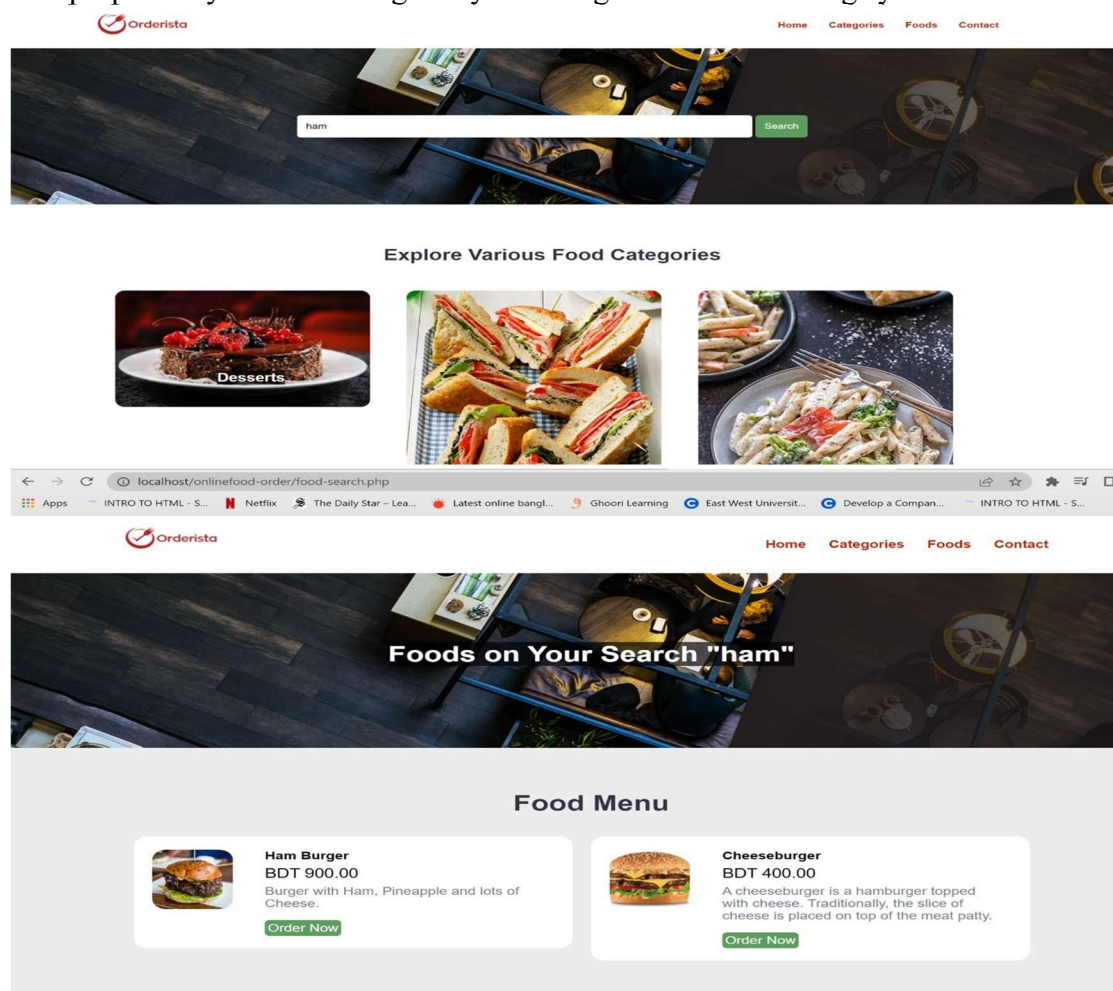 Orderista
Home Categories Foods Contact
ham
Search
Explore Various Food Categories
Desserts
localhost/onlinefood-order/food-search.php
Apps INTRO TO HTML - S... Netflix The Daily Star – Lea... Latest online bangl... Ghoori Learning East West Universit... Develop a Compan... INTRO TO HTML - S...
Orderista
Home Categories Foods Contact
Foods on Your Search "ham"
Food Menu
Ham Burger
BDT 900.00
Burger with Ham, Pineapple and lots of
Cheese.
Order Now
Cheeseburger
BDT 400.00
A cheeseburger is a hamburger topped
with cheese. Traditionally, the slice of
cheese is placed on top of the meat patty.
Order Now